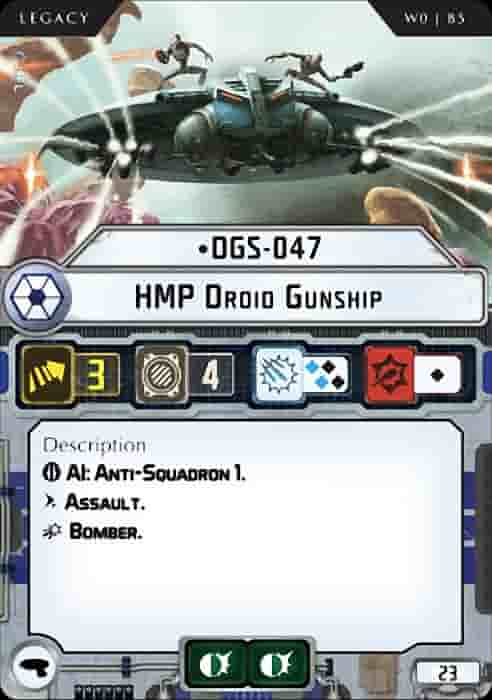 LEGACY
W0 | B5
•DGS-047
HMP DROID GUNSHIP
3
4
Description
AI: ANTI-SQUADRON 1.
ASSAULT.
BOMBER.
23